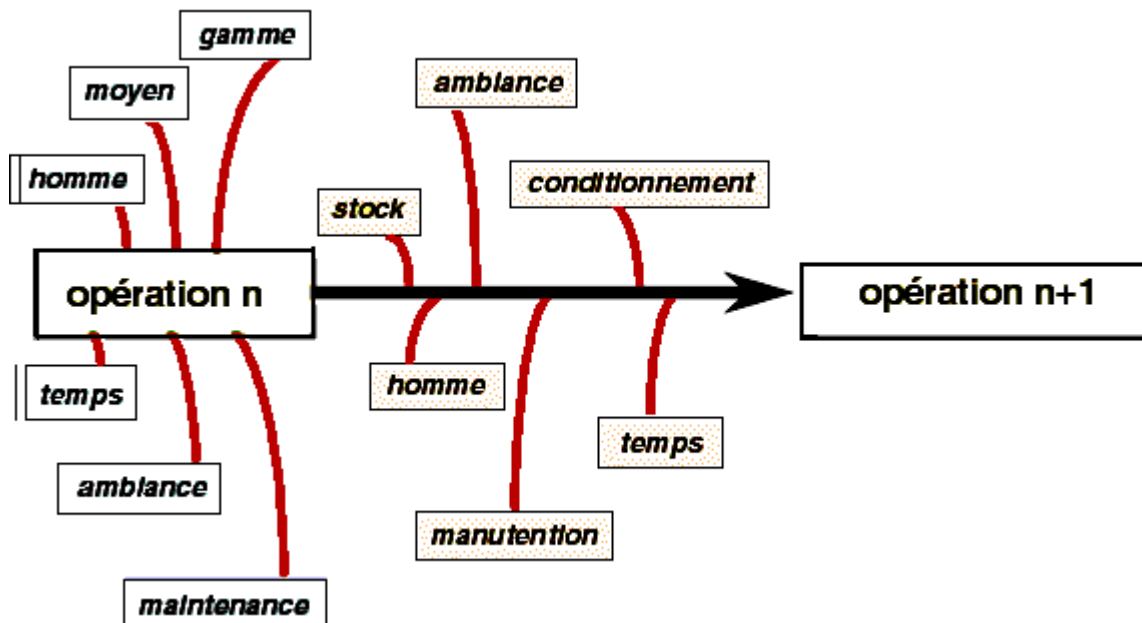 gamme
moyen
ambiance
homme
conditionnement
stock
opération n
opération n+1
temps
homme
temps
ambiance
manutention
maintenance